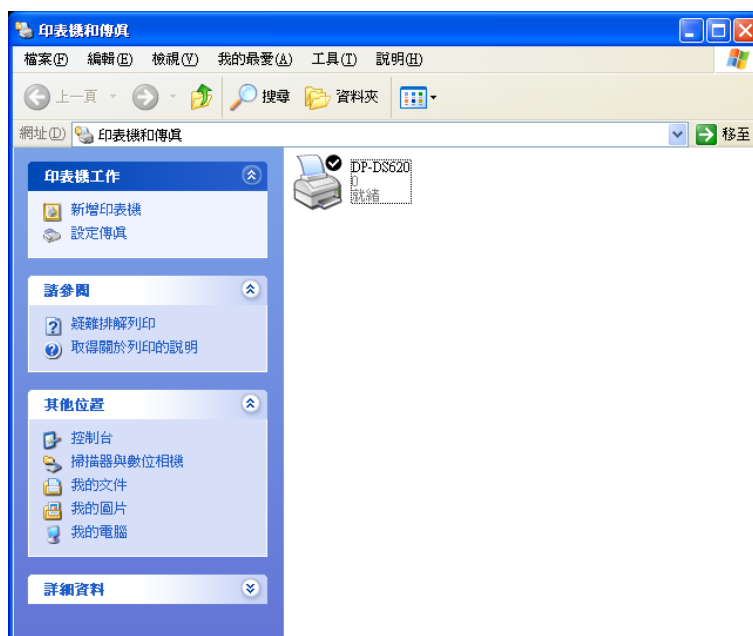 印表機和傳真
檔案(F) 編輯(E) 檢視(V) 我的最愛(A) 工具(T) 說明(H)
上一頁 搜尋 資料夾
網址(D) 印表機和傳真 移至
印表機工作
新增印表機
設定傳真
請參閱
疑難排解列印
取得關於列印的說明
其他位置
控制台
掃描器與數位相機
我的文件
我的圖片
我的電腦
詳細資料
DP-DS620
0
就緒